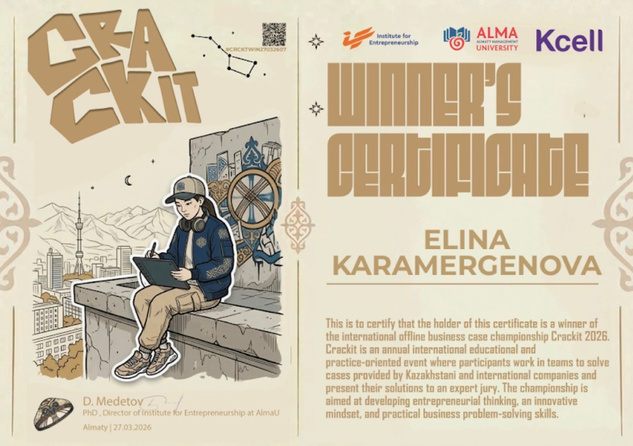 CRA
CKIT
#CRCKTWIN27032607
Institute for
Entrepreneurship
ALMA
ALMATY MANAGEMENT
UNIVERSITY
Kcell
WINNER'S
CERTIFICATE
ELINA
KARAMERGENOVA
This is to certify that the holder of this certificate is a winner of
the international offline business case championship Crackit 2026.
Crackit is an annual international educational and
practice-oriented event where participants work in teams to solve
cases provided by Kazakhstani and international companies and
present their solutions to an expert jury. The championship is
aimed at developing entrepreneurial thinking, an innovative
mindset, and practical business problem-solving skills.
D. Medetov
PhD , Director of Institute for Entrepreneurship at AlmaU
Almaty | 27.03.2026